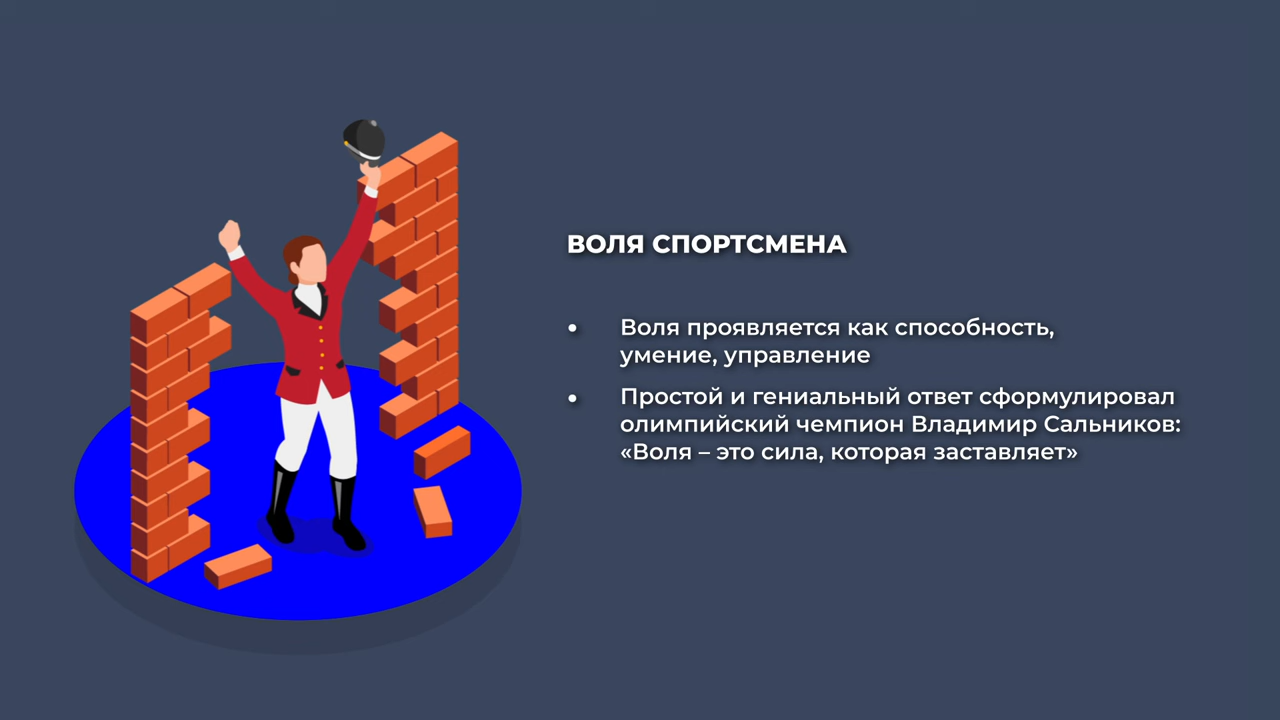 ВОЛЯ СПОРТСМЕНА
• Воля проявляется как способность,
умение, управление
• Простой и гениальный ответ сформулировал
олимпийский чемпион Владимир Сальников:
«Воля – это сила, которая заставляет»